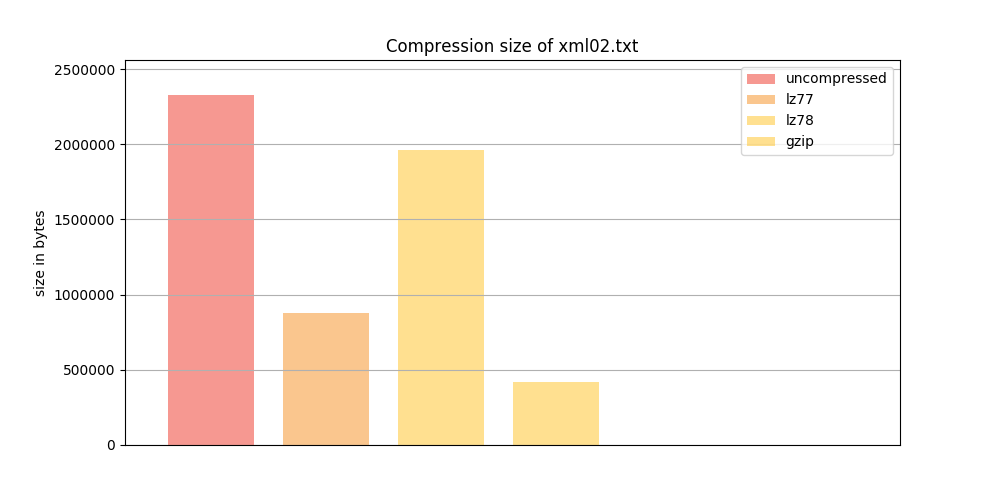 Compression size of xml02.txt
2500000
2000000
1500000
1000000
500000
0
size in bytes
uncompressed
lz77
lz78
gzip